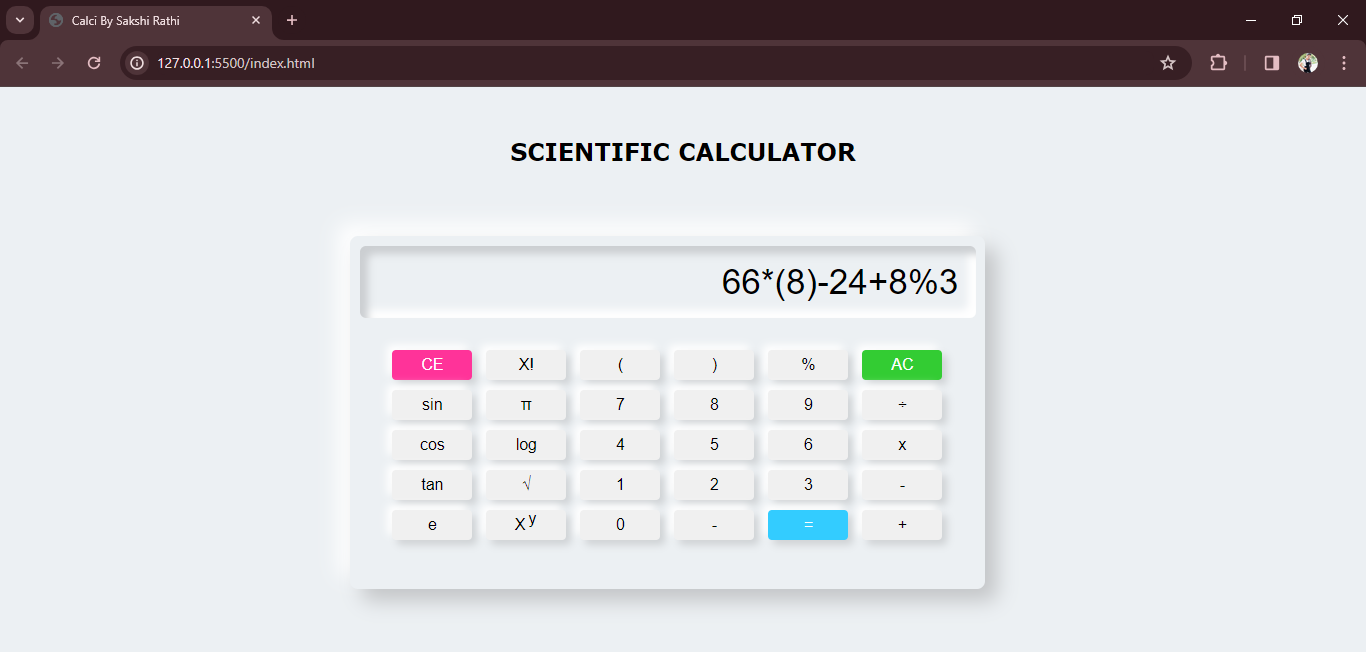 Calci By Sakshi Rathi
127.0.0.1:5500/index.html
SCIENTIFIC CALCULATOR
66*(8)-24+8%3
CE X! ( ) % AC
sin π 7 8 9 ÷
cos log 4 5 6 x
tan √ 1 2 3 -
e X y 0 - = +